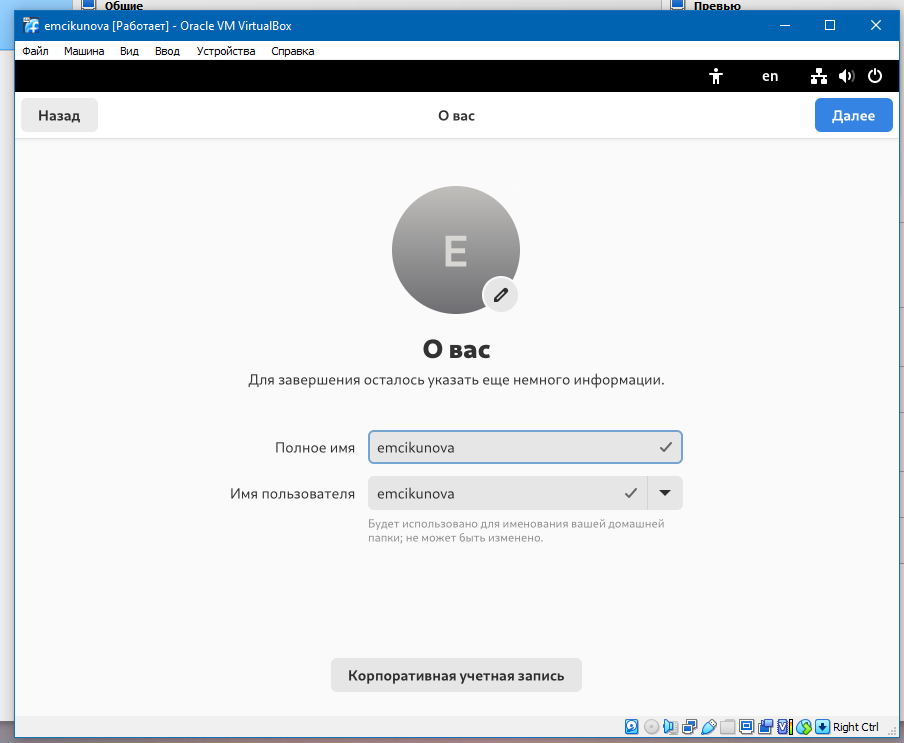 Общие
Превью
emcikunova [Работает] - Oracle VM VirtualBox
Файл Машина Вид Ввод Устройства Справка
en
Назад
О вас
Далее
E
О вас
Для завершения осталось указать еще немного информации.
Полное имя emcikunova
Имя пользователя emcikunova
Будет использовано для именования вашей домашней
папки; не может быть изменено.
Корпоративная учетная запись
Right Ctrl